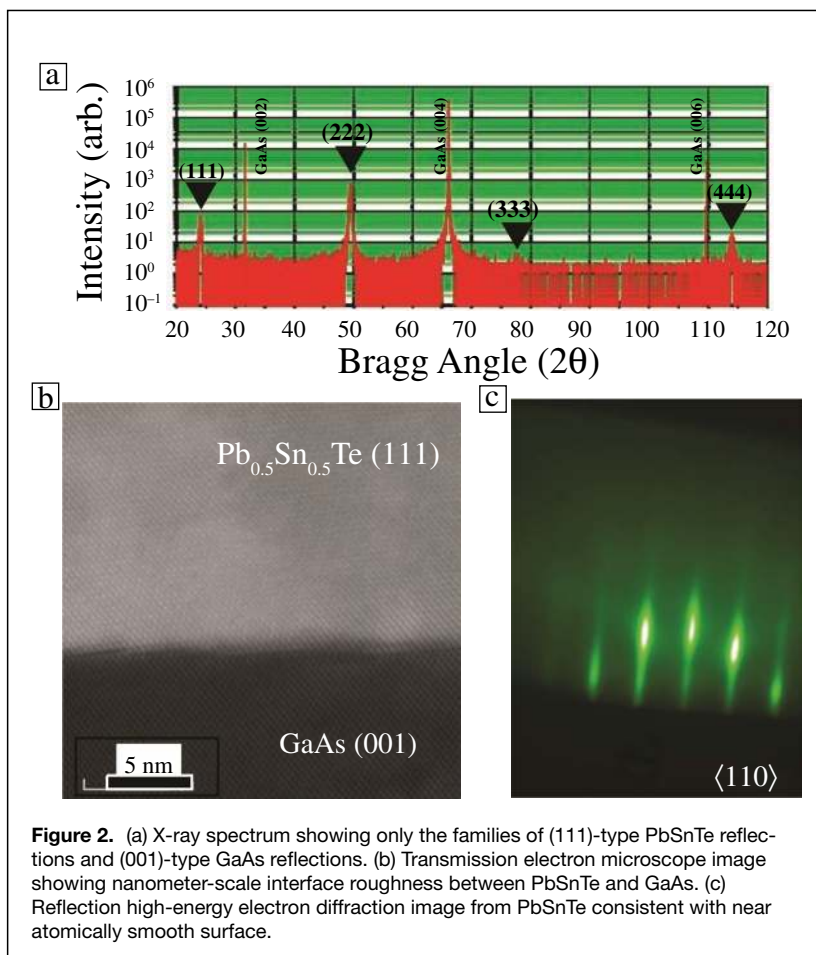 a
Intensity (arb.)
10⁶
10⁵
10⁴
10³
10²
10¹
10⁰
10⁻¹
(111)
GaAs (002)
(222)
GaAs (004)
(333)
GaAs (006)
(444)
20 30 40 50 60 70 80 90 100 110 120
Bragg Angle (2θ)
b
Pb₀.₅Sn₀.₅Te (111)
GaAs (001)
5 nm
c
⟨110⟩
Figure 2. (a) X-ray spectrum showing only the families of (111)-type PbSnTe reflec-
tions and (001)-type GaAs reflections. (b) Transmission electron microscope image
showing nanometer-scale interface roughness between PbSnTe and GaAs. (c)
Reflection high-energy electron diffraction image from PbSnTe consistent with near
atomically smooth surface.